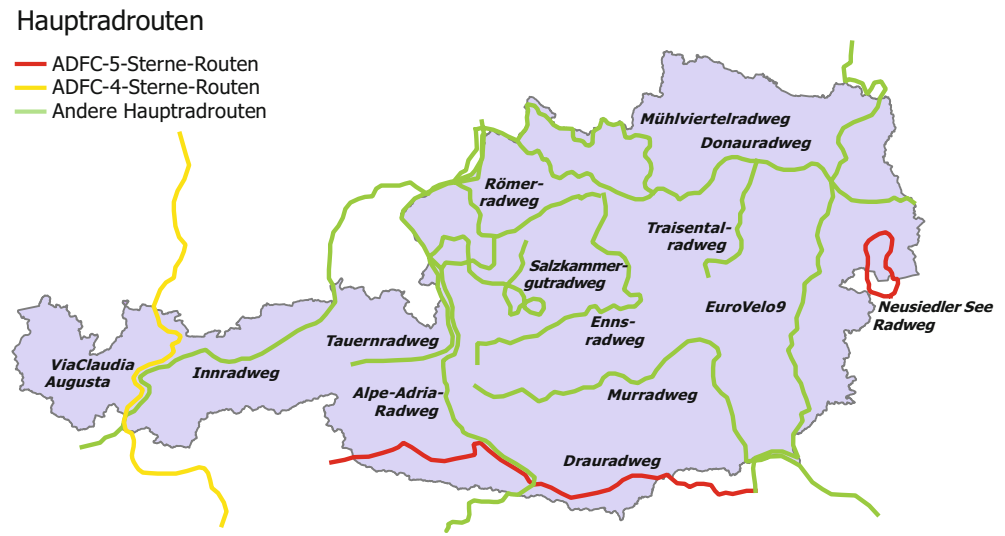 Hauptradrouten
ADFC-5-Sterne-Routen
ADFC-4-Sterne-Routen
Andere Hauptradrouten
Mühlviertelradweg
Donauradweg
Römer-
radweg
Traisental-
radweg
Salzkammer-
gutradweg
EuroVelo9
Neusiedler See
Radweg
Enns-
radweg
Tauernradweg
ViaClaudia
Augusta
Innradweg
Alpe-Adria-
Radweg
Murradweg
Drauradweg